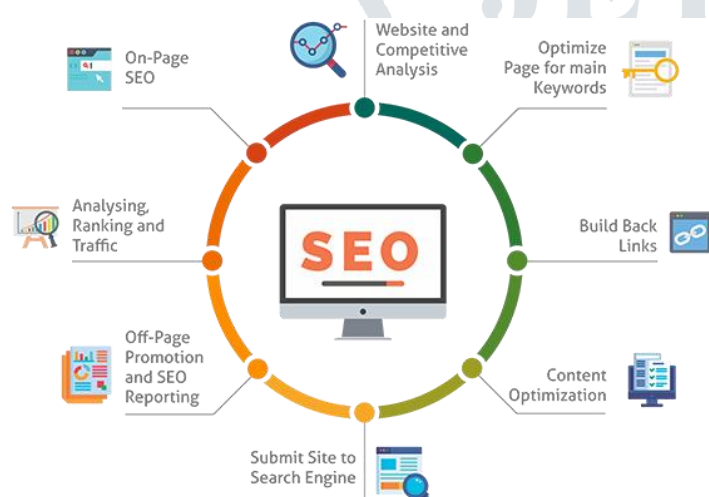 Website and
Competitive
Analysis
Optimize
Page for main
Keywords
Build Back
Links
Content
Optimization
Submit Site to
Search Engine
Off-Page
Promotion
and SEO
Reporting
Analysing,
Ranking and
Traffic
On-Page
SEO
SEO